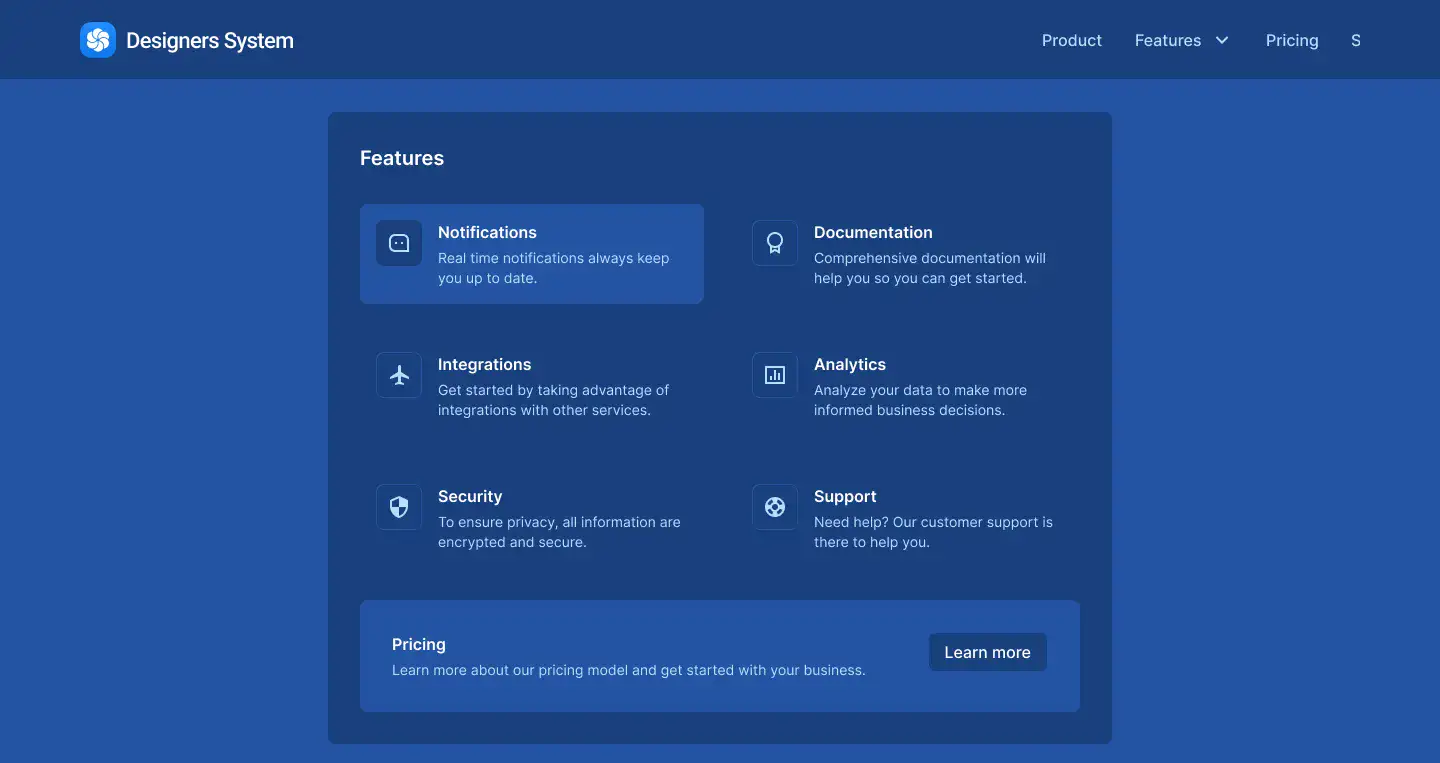 Designers System
Product
Features
Pricing
S
Features
Notifications
Real time notifications always keep
you up to date.
Documentation
Comprehensive documentation will
help you so you can get started.
Integrations
Get started by taking advantage of
integrations with other services.
Analytics
Analyze your data to make more
informed business decisions.
Security
To ensure privacy, all information are
encrypted and secure.
Support
Need help? Our customer support is
there to help you.
Pricing
Learn more about our pricing model and get started with your business.
Learn more